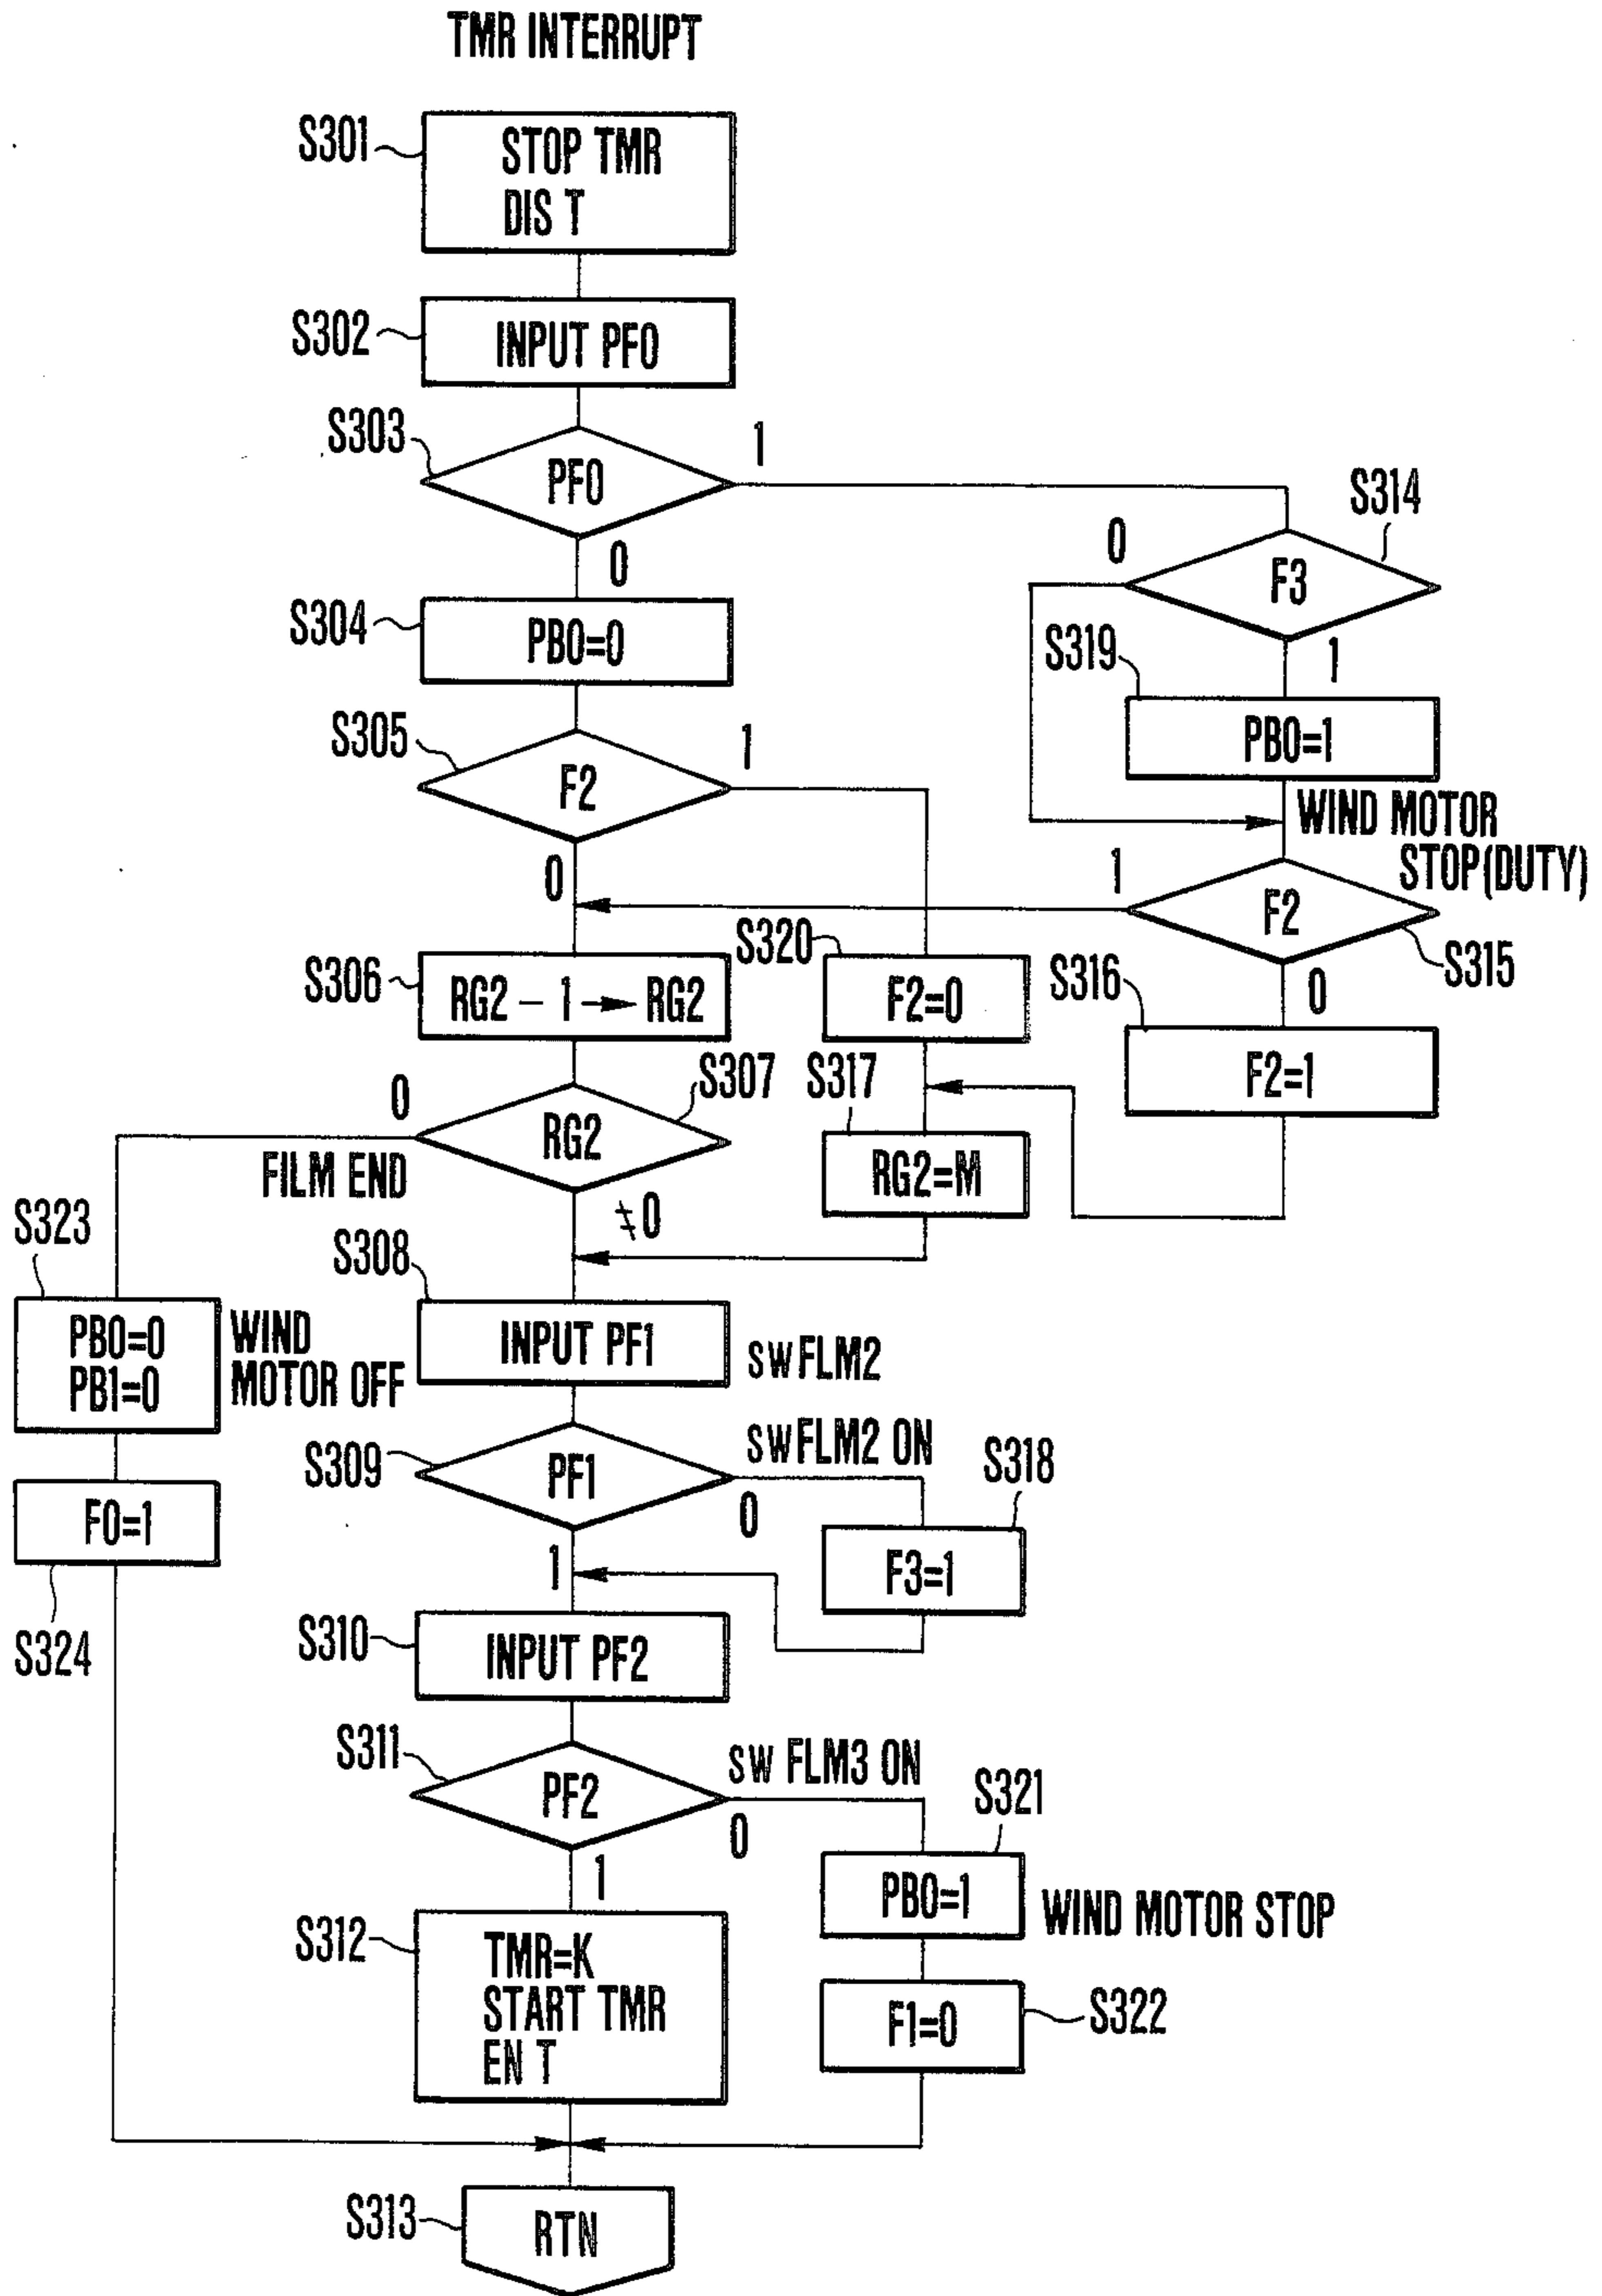 TMR INTERRUPT
S301
STOP TMR
DIS T
S302
INPUT PF0
S303
PF0
1
0
S314
F3
0
1
S304
PB0=0
S319
PB0=1
WIND MOTOR
STOP(DUTY)
S305
F2
1
0
F2
1
0
S315
S306
RG2 - 1 → RG2
S320
F2=0
S316
F2=1
S307
RG2
0
FILM END
≠0
S317
RG2=M
S323
PB0=0
PB1=0
WIND
MOTOR OFF
S308
INPUT PF1
SW FLM2
S309
PF1
SW FLM2 ON
0
1
S318
F3=1
F0=1
S324
S310
INPUT PF2
S311
PF2
SW FLM3 ON
0
1
S321
PB0=1
WIND MOTOR STOP
S312
TMR=K
START TMR
EN T
F1=0
S322
S313
RTN